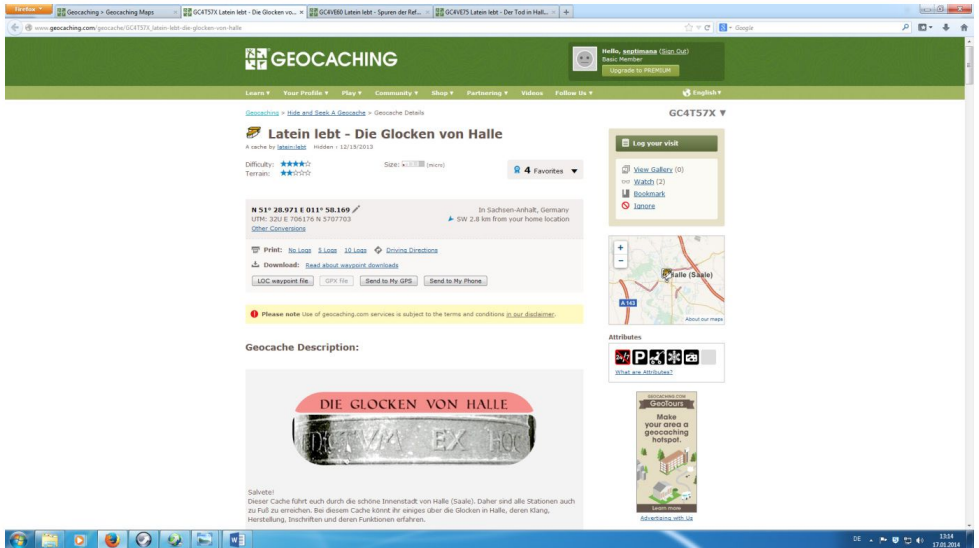 Firefox
Geocaching > Geocaching Maps
GC4T57X Latein lebt - Die Glocken vo...
GC4VE80 Latein lebt - Spuren der Ref...
GC4VE75 Latein lebt - Der Tod in Hall...
www.geocaching.com/geocache/GC4T57X_latein-lebt-die-glocken-von-halle
Google
GEOCACHING
Hello, septimana (Sign Out)
Basic Member
Upgrade to PREMIUM
Learn Your Profile Play Community Shop Partnering Videos Follow Us English
Geocaching > Hide and Seek A Geocache > Geocache Details
GC4T57X
Latein lebt - Die Glocken von Halle
A cache by latein:lebt Hidden : 12/19/2013
Difficulty: Size: (micro)
Terrain:
4 Favorites
Log your visit
View Gallery (0)
Watch (2)
Bookmark
Ignore
N 51° 28.971 E 011° 58.169 In Sachsen-Anhalt, Germany
UTM: 32U E 706176 N 5707703 SW 2.8 km from your home location
Other Conversions
Print: No Logs 5 Logs 10 Logs Driving Directions
Download: Read about waypoint downloads
LOC waypoint file GPX file Send to My GPS Send to My Phone
+
−
Halle (Saale)
A 143
About our maps
Please note Use of geocaching.com services is subject to the terms and conditions in our disclaimer.
Attributes
24/7 P
What are Attributes?
Geocache Description:
DIE GLOCKEN VON HALLE
EX HOC
GEOCACHING.COM
GeoTours
Make
your area a
geocaching
hotspot.
Learn more
Advertising with Us
Salvete!
Dieser Cache führt euch durch die schöne Innenstadt von Halle (Saale). Daher sind alle Stationen auch
zu Fuß zu erreichen. Bei diesem Cache könnt ihr einiges über die Glocken in Halle, deren Klang,
Herstellung, Inschriften und deren Funktionen erfahren.
DE
13:14
17.01.2014